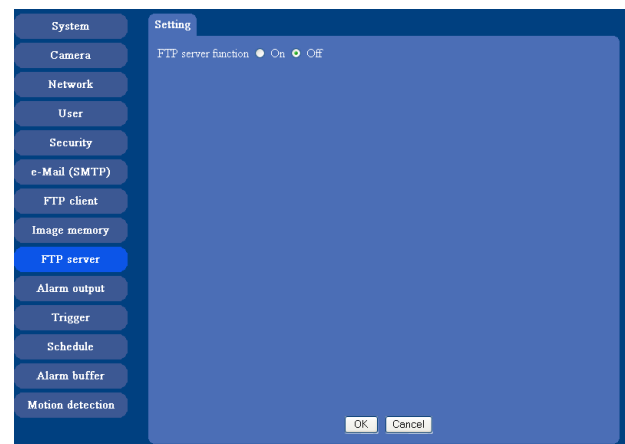 System
Camera
Network
User
Security
e-Mail (SMTP)
FTP client
Image memory
FTP server
Alarm output
Trigger
Schedule
Alarm buffer
Motion detection
Setting
FTP server function On Off
OK Cancel